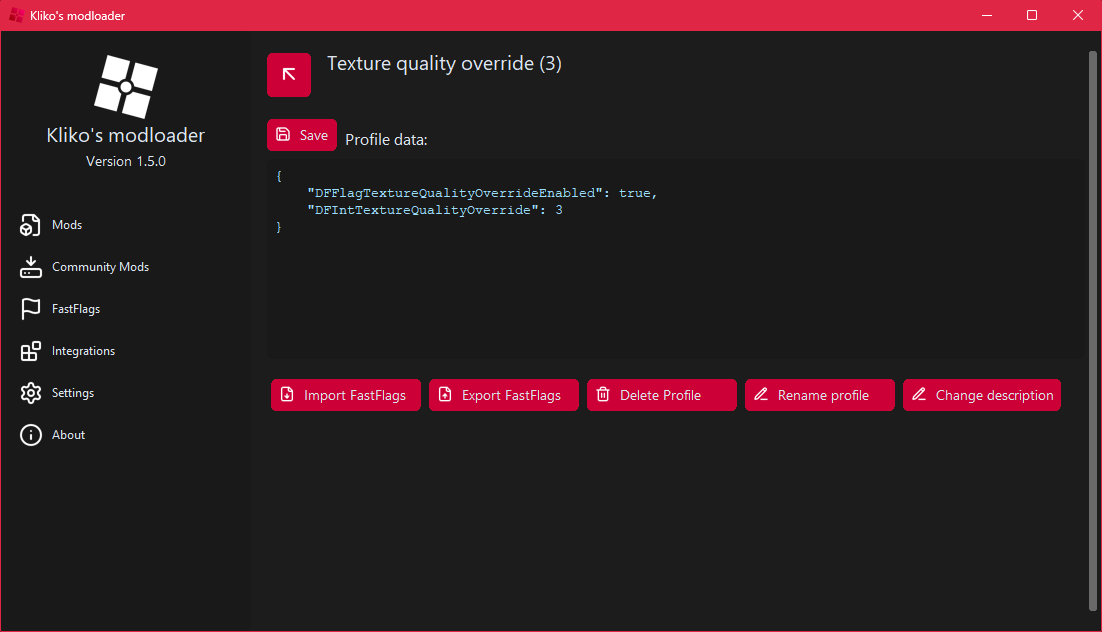 Kliko's modloader
Kliko's modloader
Version 1.5.0
Mods
Community Mods
FastFlags
Integrations
Settings
About
Texture quality override (3)
Save
Profile data:
{
    "DFFlagTextureQualityOverrideEnabled": true,
    "DFIntTextureQualityOverride": 3
}
Import FastFlags
Export FastFlags
Delete Profile
Rename profile
Change description